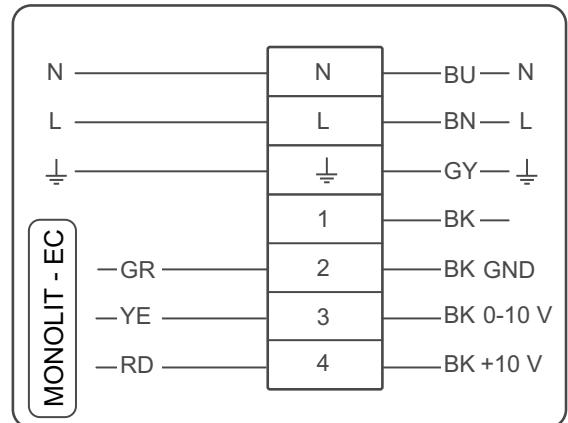 N N BU N
L L BN L
GY
1 BK
GR 2 BK GND
YE 3 BK 0-10 V
RD 4 BK +10 V
MONOLIT - EC